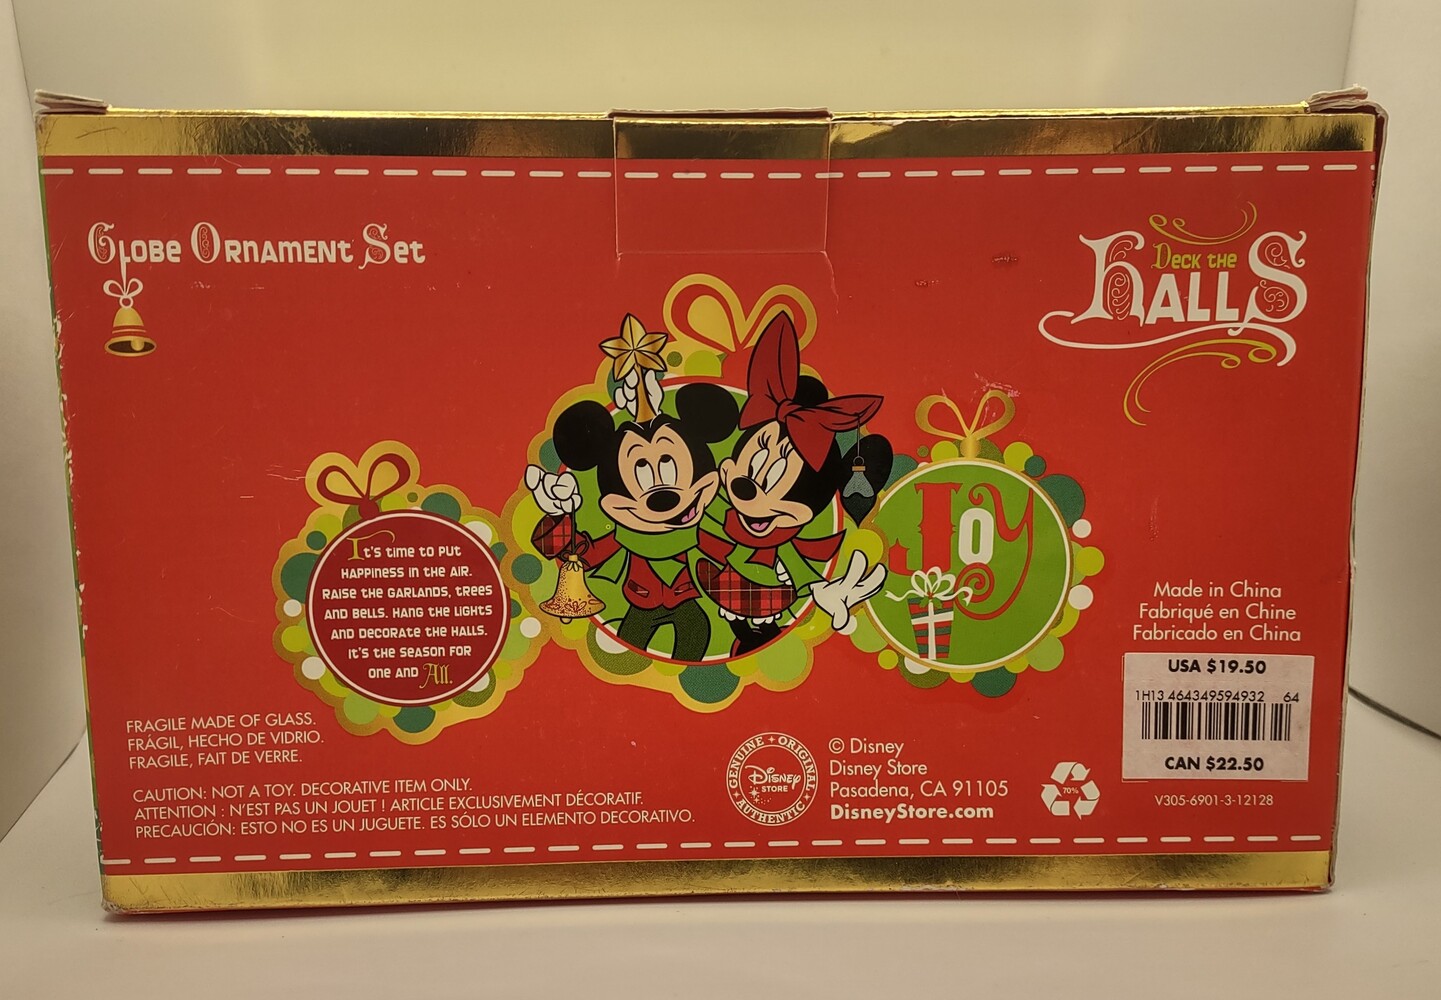 Globe Ornament Set
Deck the
Halls
It's time to put
happiness in the air.
Raise the garlands, trees
and bells. Hang the lights
and decorate the halls.
It's the season for
one and All.
JOY
FRAGILE MADE OF GLASS.
FRÁGIL, HECHO DE VIDRIO.
FRAGILE, FAIT DE VERRE.
CAUTION: NOT A TOY. DECORATIVE ITEM ONLY.
ATTENTION : N'EST PAS UN JOUET ! ARTICLE EXCLUSIVEMENT DÉCORATIF.
PRECAUCIÓN: ESTO NO ES UN JUGUETE. ES SÓLO UN ELEMENTO DECORATIVO.
GENUINE • ORIGINAL • AUTHENTIC •
Disney
STORE
© Disney
Disney Store
Pasadena, CA 91105
DisneyStore.com
70%
Made in China
Fabriqué en Chine
Fabricado en China
USA $19.50
1H13 464349594932 64
CAN $22.50
V305-6901-3-12128